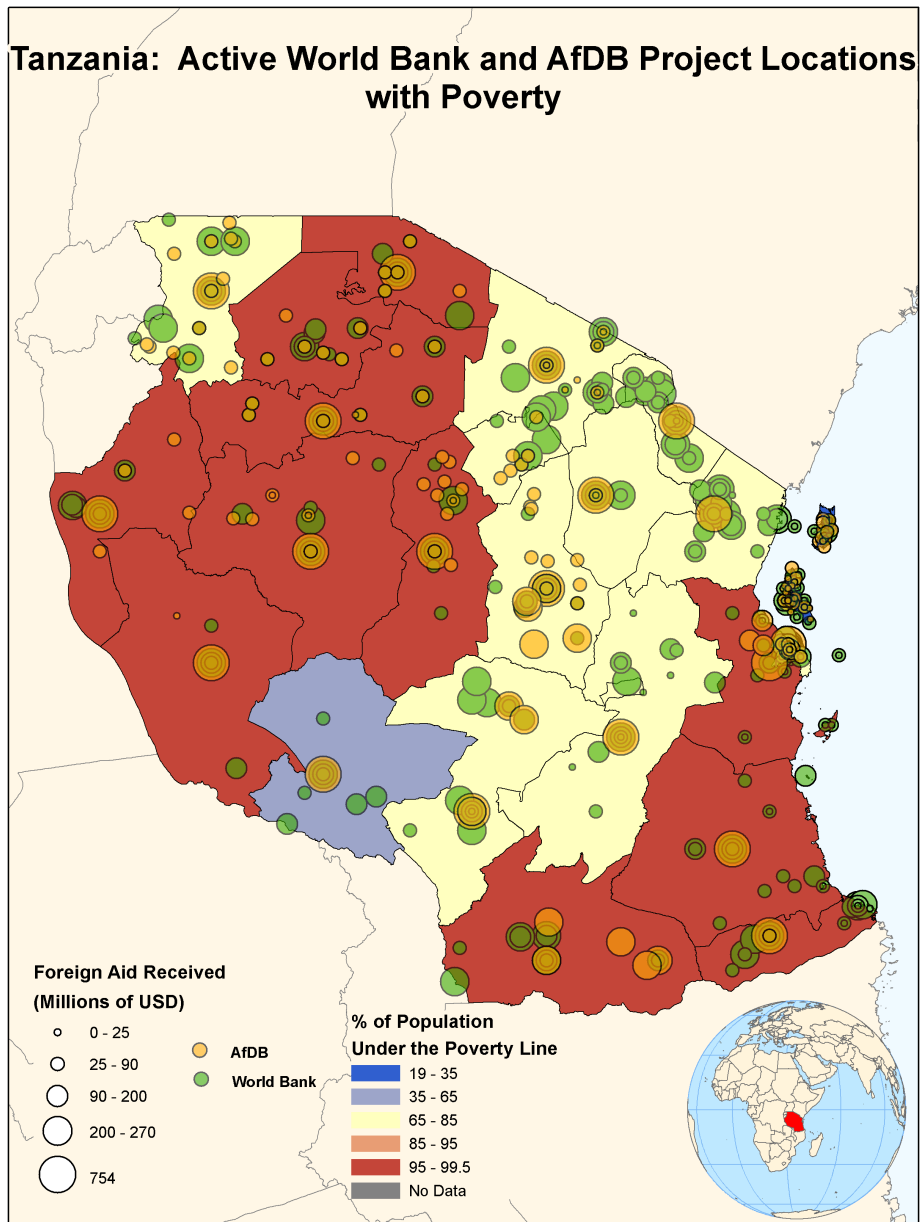 Tanzania:  Active World Bank and AfDB Project Locations
with Poverty
Foreign Aid Received
(Millions of USD)
0 - 25
25 - 90
90 - 200
200 - 270
754
AfDB
World Bank
% of Population
Under the Poverty Line
19 - 35
35 - 65
65 - 85
85 - 95
95 - 99.5
No Data